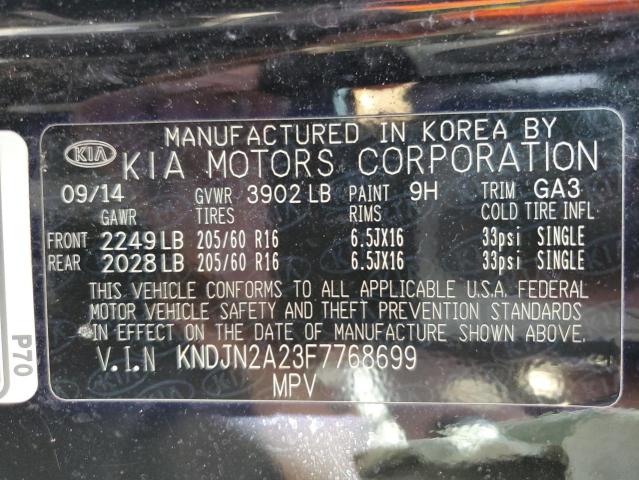 MANUFACTURED IN KOREA BY
KIA KIA MOTORS CORPORATION
09/14 GVWR 3902 LB PAINT 9H TRIM GA3
GAWR TIRES RIMS COLD TIRE INFL
FRONT 2249 LB 205/60 R16 6.5JX16 33psi SINGLE
REAR 2028 LB 205/60 R16 6.5JX16 33psi SINGLE
THIS VEHICLE CONFORMS TO ALL APPLICABLE U.S.A. FEDERAL
MOTOR VEHICLE SAFETY AND THEFT PREVENTION STANDARDS
IN EFFECT ON THE DATE OF MANUFACTURE SHOWN ABOVE.
V.I.N KNDJN2A23F7768699
MPV
P70